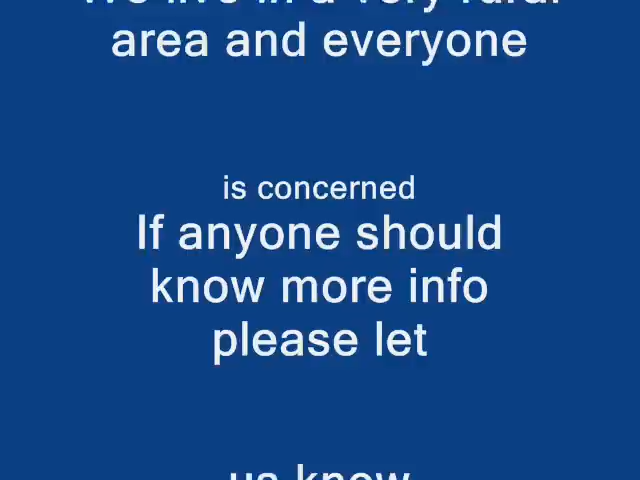 We live in a very rural
area and everyone
is concerned
If anyone should
know more info
please let
us know